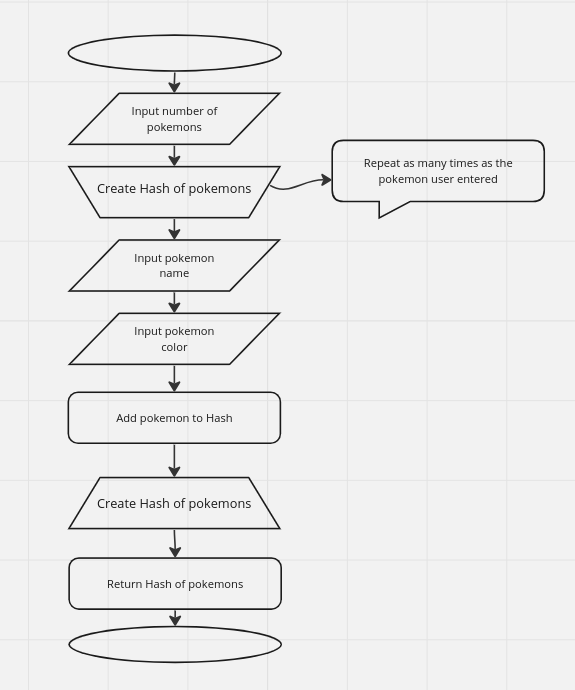 Input number of
pokemons
Create Hash of pokemons
Repeat as many times as the
pokemon user entered
Input pokemon
name
Input pokemon
color
Add pokemon to Hash
Create Hash of pokemons
Return Hash of pokemons